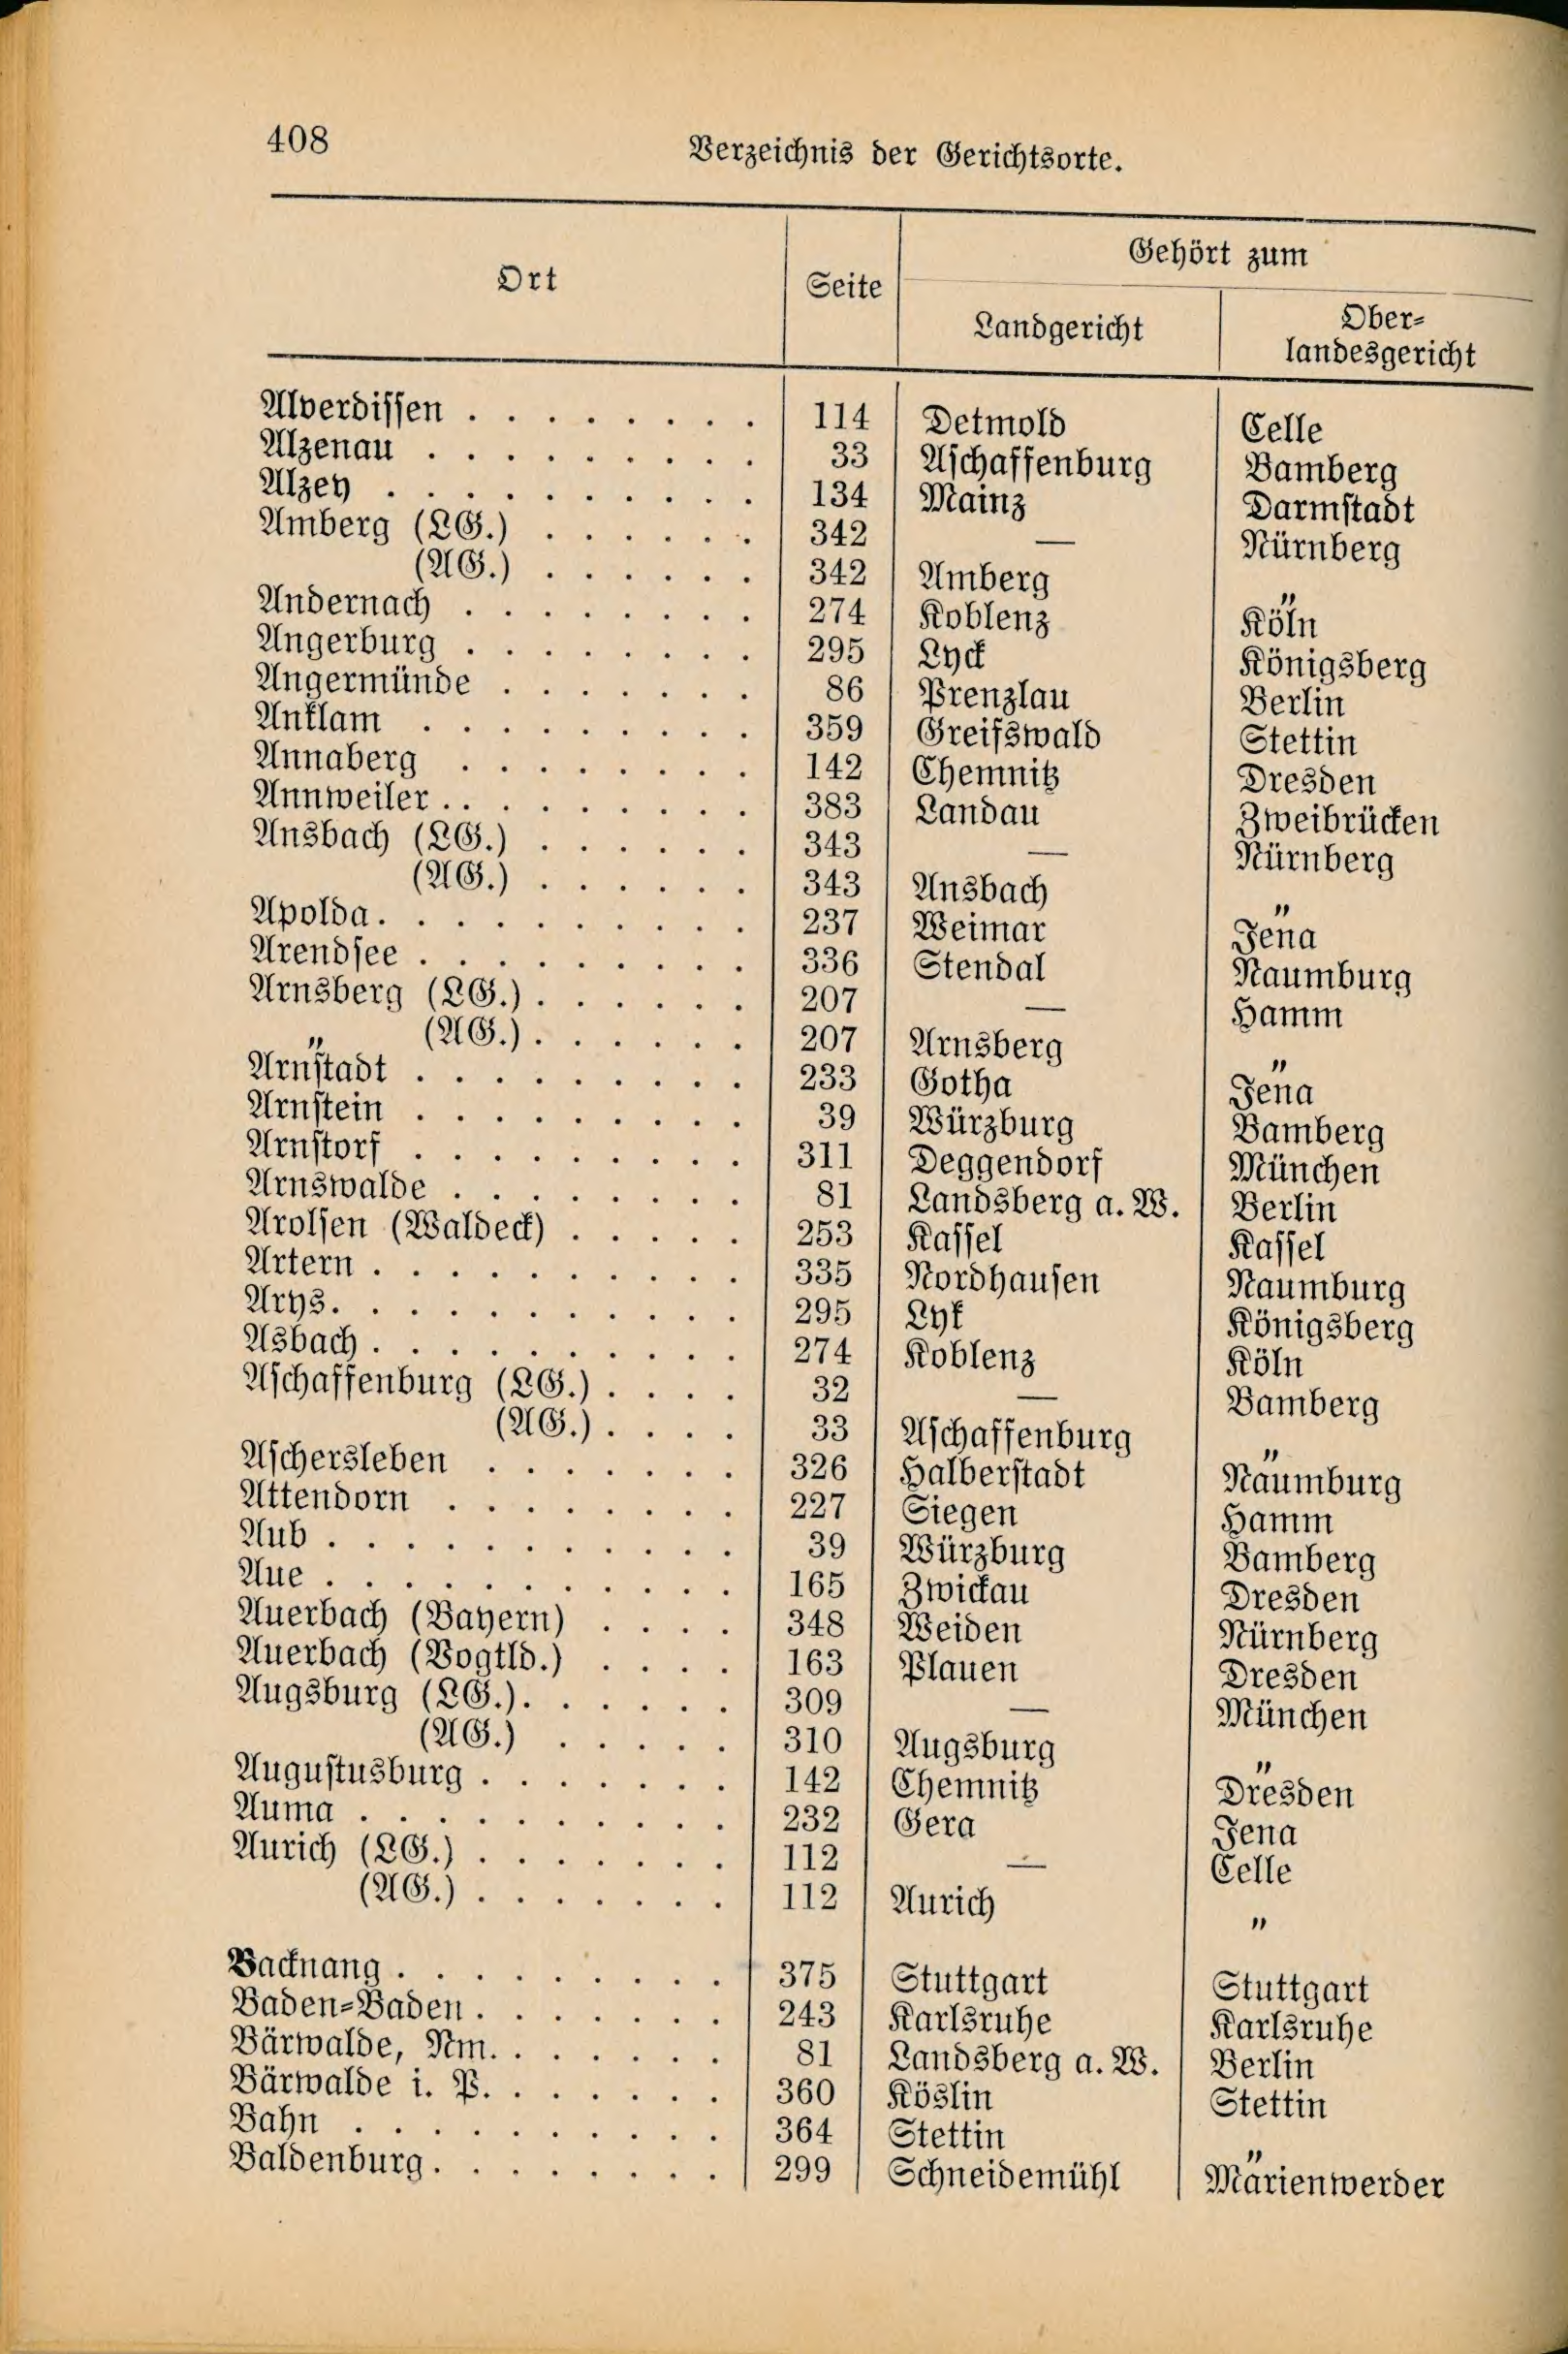 408
Verzeichnis der Gerichtsorte.
Ort Seite Gehört zum
Landgericht Ober-
landesgericht
Alverdissen . . . . . . . . 114 Detmold Celle
Alzenau . . . . . . . . . 33 Aschaffenburg Bamberg
Alzey . . . . . . . . . . 134 Mainz Darmstadt
Amberg (LG.) . . . . . . 342 — Nürnberg
(AG.) . . . . . . 342 Amberg "
Andernach . . . . . . . . 274 Koblenz Köln
Angerburg . . . . . . . . 295 Lyck Königsberg
Angermünde . . . . . . . 86 Prenzlau Berlin
Anklam . . . . . . . . . 359 Greifswald Stettin
Annaberg . . . . . . . . 142 Chemnitz Dresden
Annweiler . . . . . . . . . 383 Landau Zweibrücken
Ansbach (LG.) . . . . . . 343 — Nürnberg
(AG.) . . . . . . 343 Ansbach "
Apolda . . . . . . . . . . 237 Weimar Jena
Arendsee . . . . . . . . . 336 Stendal Naumburg
Arnsberg (LG.) . . . . . . 207 — Hamm
" (AG.) . . . . . . 207 Arnsberg "
Arnstadt . . . . . . . . . 233 Gotha Jena
Arnstein . . . . . . . . . 39 Würzburg Bamberg
Arnstorf . . . . . . . . . 311 Deggendorf München
Arnswalde . . . . . . . . 81 Landsberg a. W. Berlin
Arolsen (Waldeck) . . . . . 253 Kassel Kassel
Artern . . . . . . . . . . 335 Nordhausen Naumburg
Arys. . . . . . . . . . . 295 Lyk Königsberg
Asbach . . . . . . . . . . 274 Koblenz Köln
Aschaffenburg (LG.) . . . . 32 — Bamberg
(AG.) . . . . 33 Aschaffenburg "
Aschersleben . . . . . . . 326 Halberstadt Naumburg
Attendorn . . . . . . . . 227 Siegen Hamm
Aub . . . . . . . . . . . 39 Würzburg Bamberg
Aue . . . . . . . . . . . 165 Zwickau Dresden
Auerbach (Bayern) . . . . 348 Weiden Nürnberg
Auerbach (Vogtld.) . . . . 163 Plauen Dresden
Augsburg (LG.). . . . . . 309 — München
(AG.) . . . . . 310 Augsburg "
Augustusburg . . . . . . . 142 Chemnitz Dresden
Auma . . . . . . . . . . 232 Gera Jena
Aurich (LG.) . . . . . . . 112 — Celle
(AG.) . . . . . . . 112 Aurich "
Backnang . . . . . . . . . 375 Stuttgart Stuttgart
Baden-Baden . . . . . . . 243 Karlsruhe Karlsruhe
Bärwalde, Nm. . . . . . . 81 Landsberg a. W. Berlin
Bärwalde i. P. . . . . . . 360 Köslin Stettin
Bahn . . . . . . . . . . 364 Stettin "
Baldenburg . . . . . . . . 299 Schneidemühl Marienwerder